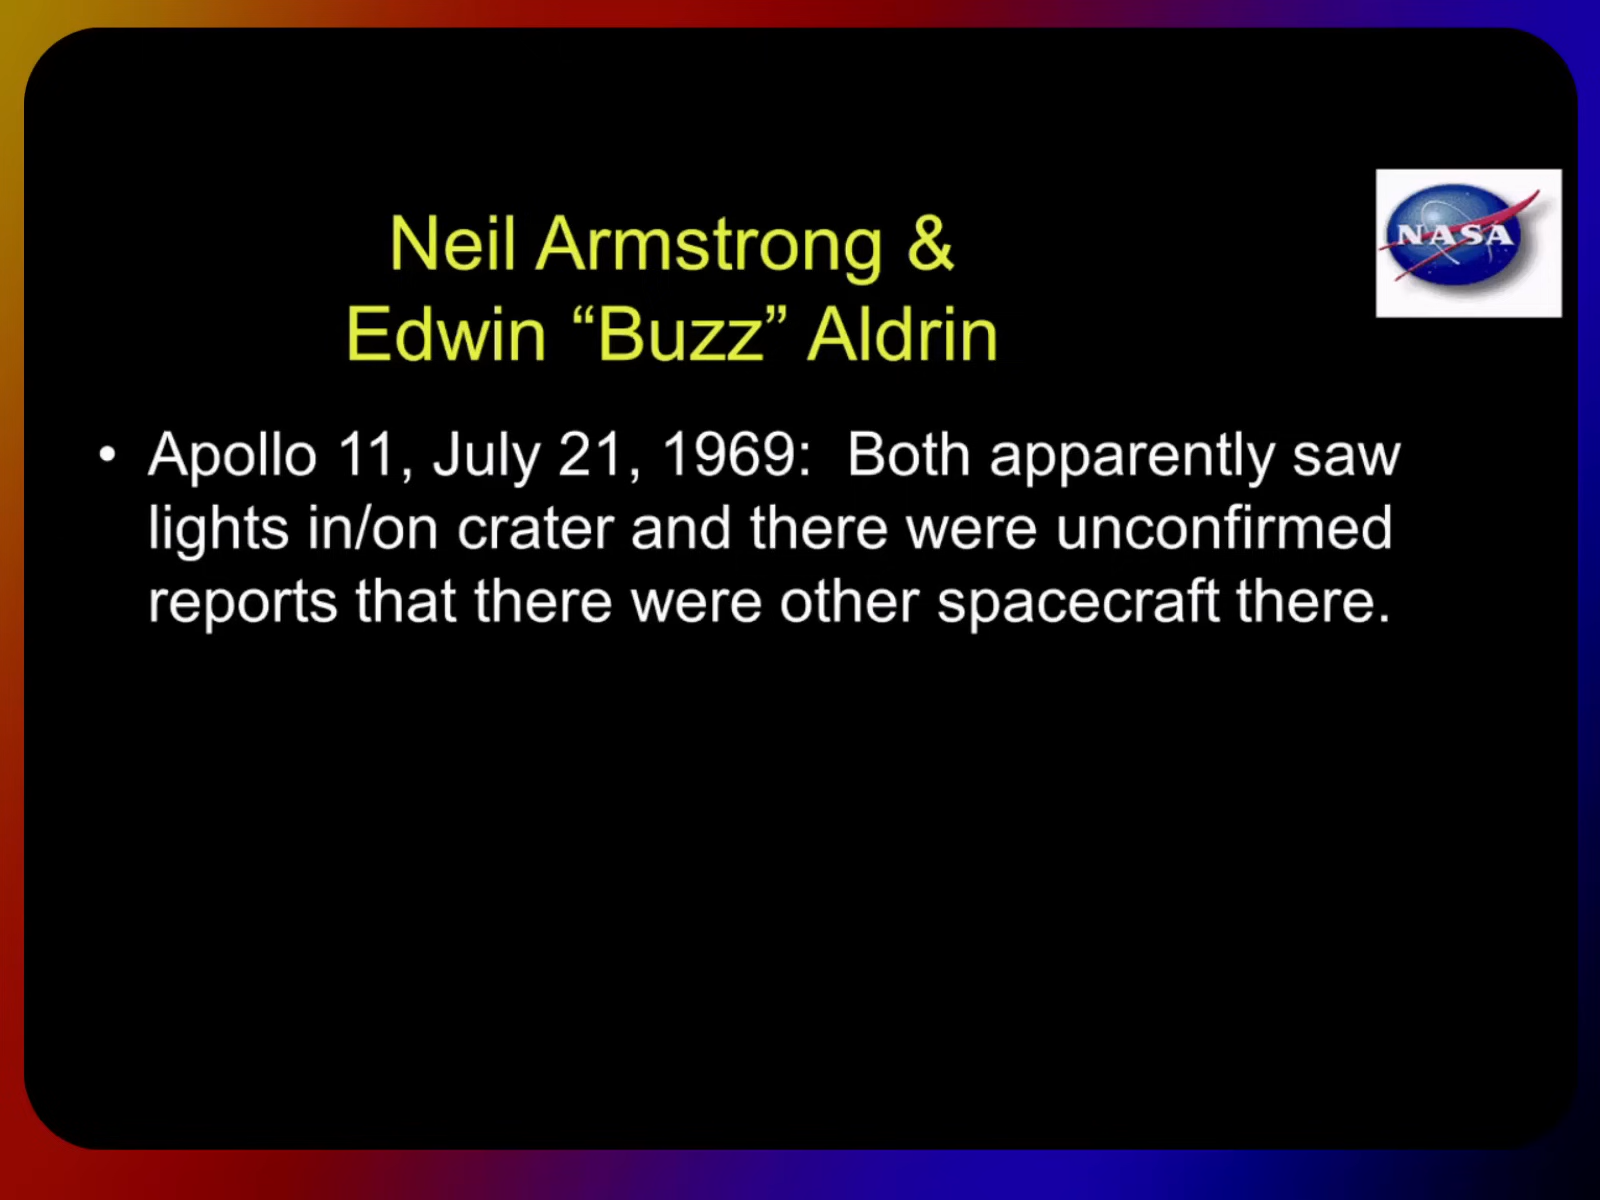 NASA
Neil Armstrong &
Edwin “Buzz” Aldrin
• Apollo 11, July 21, 1969:  Both apparently saw
lights in/on crater and there were unconfirmed
reports that there were other spacecraft there.